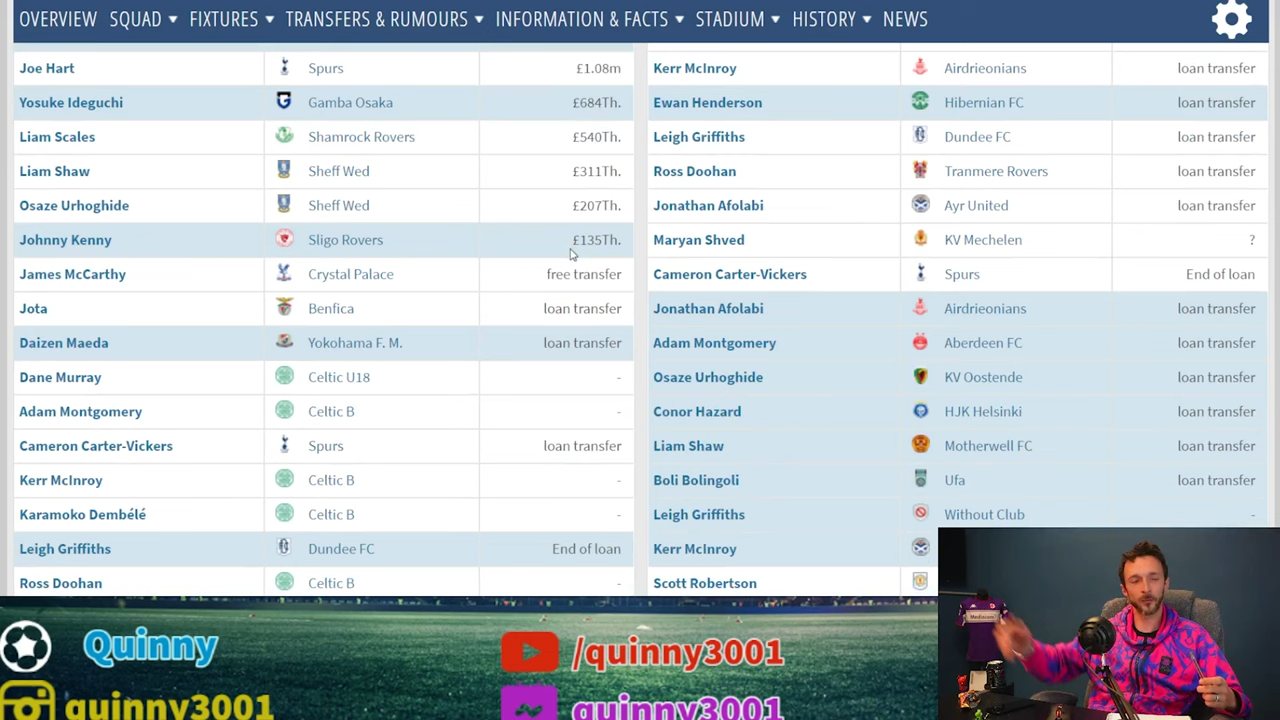 OVERVIEW SQUAD FIXTURES TRANSFERS & RUMOURS INFORMATION & FACTS STADIUM HISTORY NEWS
Joe Hart Spurs £1.08m
Yosuke Ideguchi Gamba Osaka £684Th.
Liam Scales Shamrock Rovers £540Th.
Liam Shaw Sheff Wed £311Th.
Osaze Urhoghide Sheff Wed £207Th.
Johnny Kenny Sligo Rovers £135Th.
James McCarthy Crystal Palace free transfer
Jota Benfica loan transfer
Daizen Maeda Yokohama F. M. loan transfer
Dane Murray Celtic U18 -
Adam Montgomery Celtic B -
Cameron Carter-Vickers Spurs loan transfer
Kerr McInroy Celtic B -
Karamoko Dembélé Celtic B -
Leigh Griffiths Dundee FC End of loan
Ross Doohan Celtic B -
Kerr McInroy Airdrieonians loan transfer
Ewan Henderson Hibernian FC loan transfer
Leigh Griffiths Dundee FC loan transfer
Ross Doohan Tranmere Rovers loan transfer
Jonathan Afolabi Ayr United loan transfer
Maryan Shved KV Mechelen ?
Cameron Carter-Vickers Spurs End of loan
Jonathan Afolabi Airdrieonians loan transfer
Adam Montgomery Aberdeen FC loan transfer
Osaze Urhoghide KV Oostende loan transfer
Conor Hazard HJK Helsinki loan transfer
Liam Shaw Motherwell FC loan transfer
Boli Bolingoli Ufa loan transfer
Leigh Griffiths Without Club -
Kerr McInroy
Scott Robertson
Quinny
quinny3001
/quinny3001
quinny3001
Mediacom